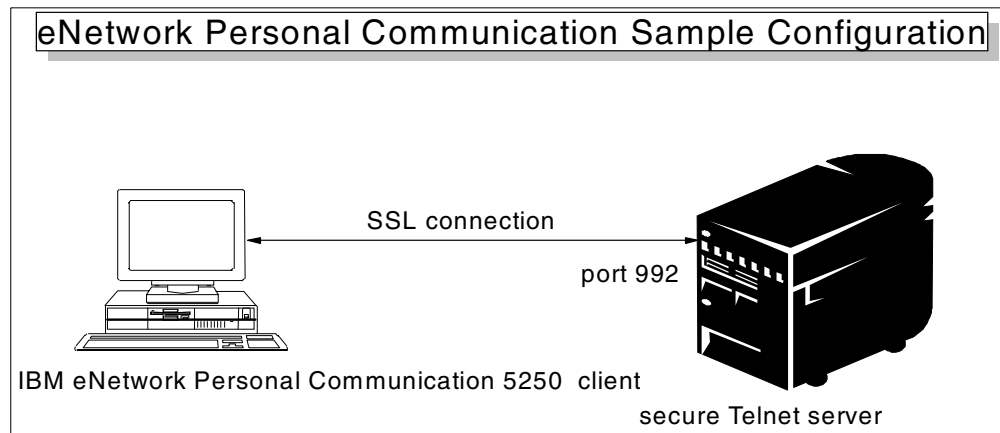 eNetwork Personal Communication Sample Configuration
SSL connection
port 992
IBM eNetwork Personal Communication 5250 client
secure Telnet server